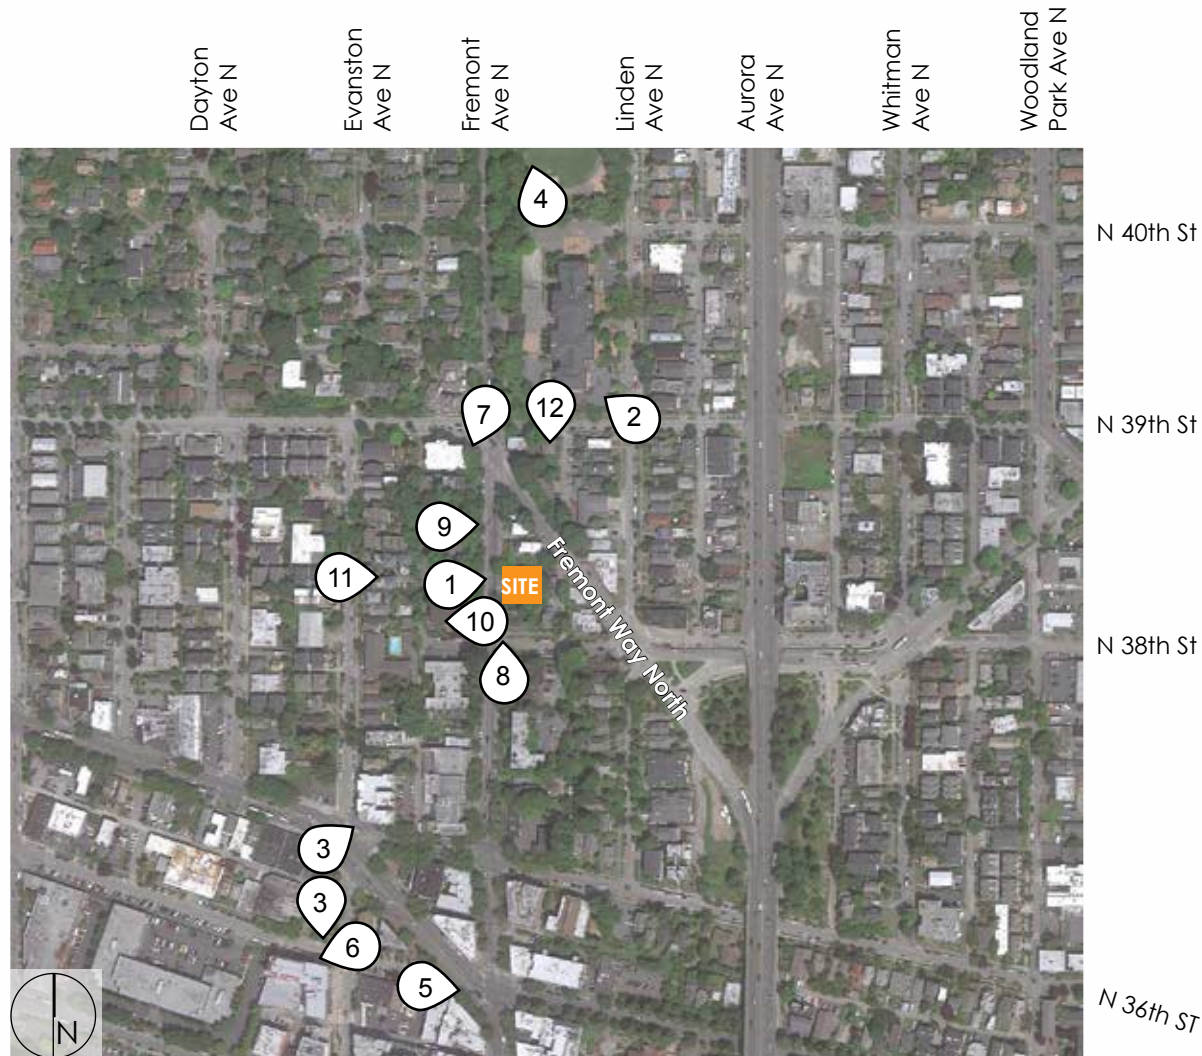 Dayton
Ave N
Evanston
Ave N
Fremont
Ave N
Linden
Ave N
Aurora
Ave N
Whitman
Ave N
Woodland
Park Ave N
4
N 40th St
7
12
2
N 39th St
9
11
1
SITE
10
8
Fremont Way North
N 38th St
3
3
6
5
N 36th ST
N